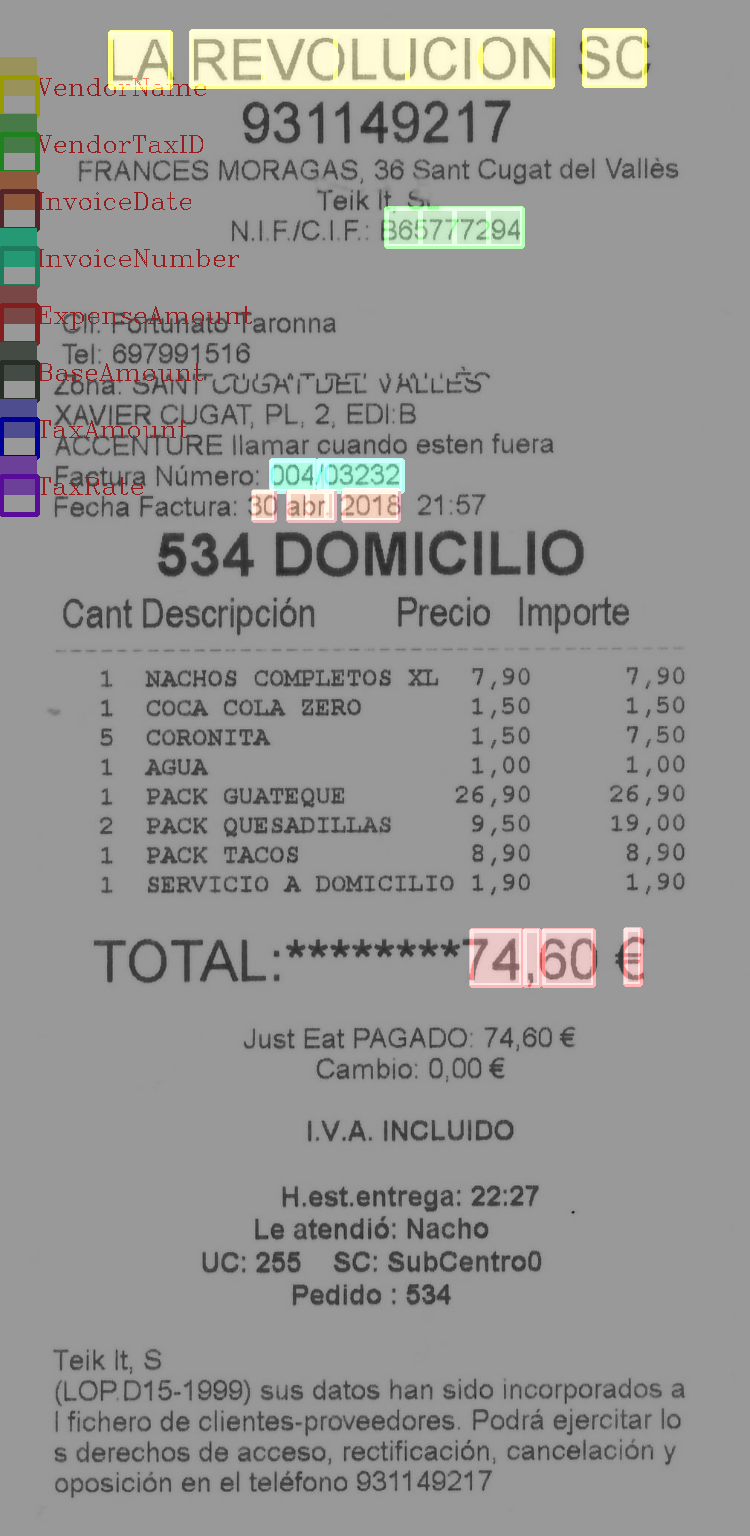 LA REVOLUCION SC
931149217
VendorName
VendorTaxID
FRANCES MORAGAS, 36 Sant Cugat del Vallès
InvoiceDate
Teik It, S
N.I.F./C.I.F.: B65777294
InvoiceNumber
ExpenseAmount
Cli: Fortunato Taronna
Tel: 697991516
BaseAmount
Zona: SANT CUGAT DEL VALLÈS
XAVIER CUGAT, PL, 2, EDI:B
TaxAmount
ACCENTURE llamar cuando esten fuera
Factura Número: 004/03232
TaxRate
Fecha Factura: 30 abr. 2018 21:57
534 DOMICILIO
Cant Descripción Precio Importe
1 NACHOS COMPLETOS XL 7,90 7,90
1 COCA COLA ZERO 1,50 1,50
5 CORONITA 1,50 7,50
1 AGUA 1,00 1,00
1 PACK GUATEQUE 26,90 26,90
2 PACK QUESADILLAS 9,50 19,00
1 PACK TACOS 8,90 8,90
1 SERVICIO A DOMICILIO 1,90 1,90
TOTAL:********74,60 €
Just Eat PAGADO: 74,60 €
Cambio: 0,00 €
I.V.A. INCLUIDO
H.est.entrega: 22:27
Le atendió: Nacho
UC: 255 SC: SubCentro0
Pedido : 534
Teik It, S
(LOP.D15-1999) sus datos han sido incorporados a
l fichero de clientes-proveedores. Podrá ejercitar lo
s derechos de acceso, rectificación, cancelación y
oposición en el teléfono 931149217